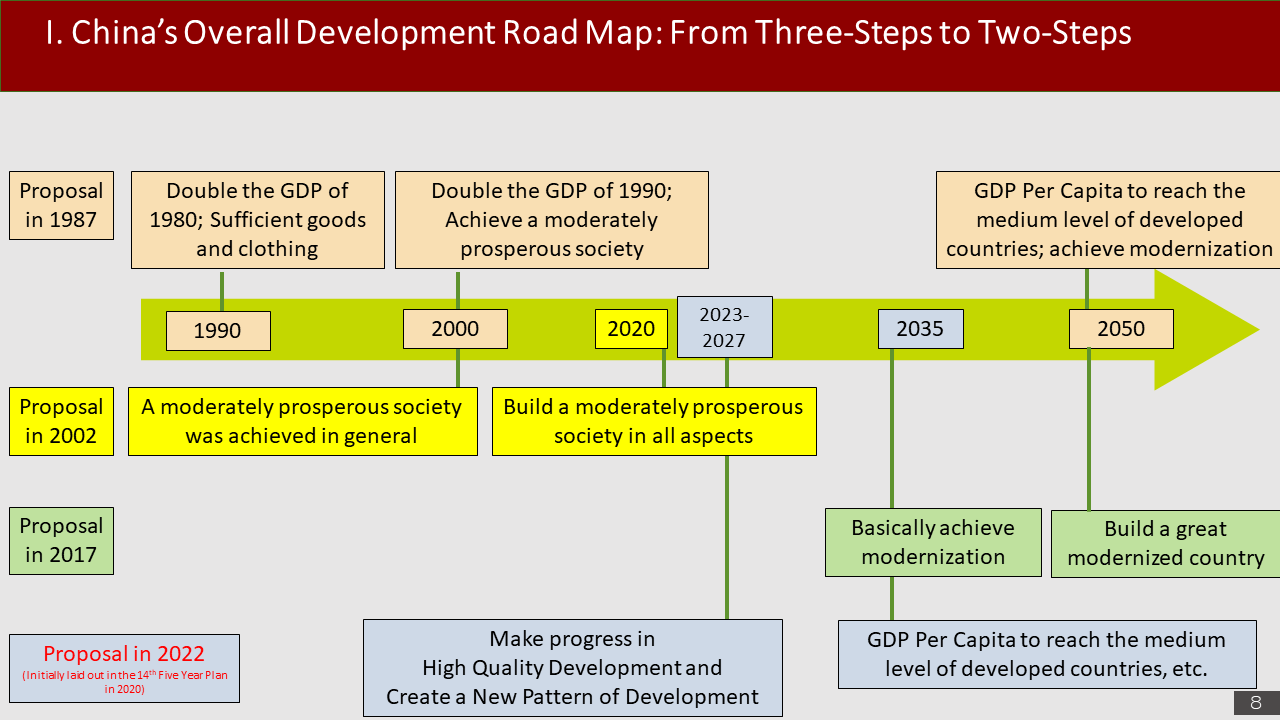 I. China’s Overall Development Road Map: From Three-Steps to Two-Steps
Proposal
in 1987
Double the GDP of
1980; Sufficient goods
and clothing
Double the GDP of 1990;
Achieve a moderately
prosperous society
GDP Per Capita to reach the
medium level of developed
countries; achieve modernization
1990
2000
2020
2023-
2027
2035
2050
Proposal
in 2002
A moderately prosperous society
was achieved in general
Build a moderately prosperous
society in all aspects
Proposal
in 2017
Basically achieve
modernization
Build a great
modernized country
Proposal in 2022
(Initially laid out in the 14th Five Year Plan
in 2020)
Make progress in
High Quality Development and
Create a New Pattern of Development
GDP Per Capita to reach the medium
level of developed countries, etc.
8